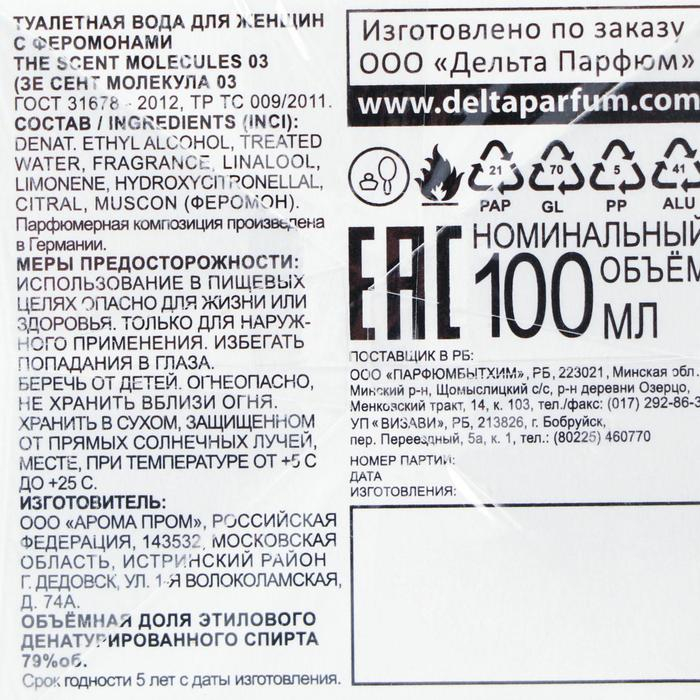 ТУАЛЕТНАЯ ВОДА ДЛЯ ЖЕНЩИН
С ФЕРОМОНАМИ
THE SCENT MOLECULES 03
(ЗЕ СЕНТ МОЛЕКУЛА 03
ГОСТ 31678 - 2012, ТР ТС 009/2011.
СОСТАВ / INGREDIENTS (INCI):
DENAT. ETHYL ALCOHOL, TREATED
WATER, FRAGRANCE, LINALOOL,
LIMONENE, HYDROXYCITRONELLAL,
CITRAL, MUSCON (ФЕРОМОН).
Парфюмерная композиция произведена
в Германии.
МЕРЫ ПРЕДОСТОРОЖНОСТИ:
ИСПОЛЬЗОВАНИЕ В ПИЩЕВЫХ
ЦЕЛЯХ ОПАСНО ДЛЯ ЖИЗНИ ИЛИ
ЗДОРОВЬЯ. ТОЛЬКО ДЛЯ НАРУЖ-
НОГО ПРИМЕНЕНИЯ. ИЗБЕГАТЬ
ПОПАДАНИЯ В ГЛАЗА.
БЕРЕЧЬ ОТ ДЕТЕЙ. ОГНЕОПАСНО,
НЕ ХРАНИТЬ ВБЛИЗИ ОГНЯ.
ХРАНИТЬ В СУХОМ, ЗАЩИЩЕННОМ
ОТ ПРЯМЫХ СОЛНЕЧНЫХ ЛУЧЕЙ,
МЕСТЕ, ПРИ ТЕМПЕРАТУРЕ ОТ +5 С
ДО +25 С.
ИЗГОТОВИТЕЛЬ:
ООО «АРОМА ПРОМ», РОССИЙСКАЯ
ФЕДЕРАЦИЯ, 143532, МОСКОВСКАЯ
ОБЛАСТЬ, ИСТРИНСКИЙ РАЙОН
Г. ДЕДОВСК, УЛ. 1-Я ВОЛОКОЛАМСКАЯ,
Д. 74А.
ОБЪЁМНАЯ ДОЛЯ ЭТИЛОВОГО
ДЕНАТУРИРОВАННОГО СПИРТА
79%об.
Срок годности 5 лет с даты изготовления.
Изготовлено по заказу
ООО «Дельта Парфюм»
www.deltaparfum.com
21 70 5 41
PAP GL PP ALU
EAC
НОМИНАЛЬНЫЙ
ОБЪЁМ
100 МЛ
ПОСТАВЩИК В РБ:
ООО «ПАРФЮМБЫТХИМ», РБ, 223021, Минская обл.
Минский р-н, Щомыслицкий с/с, р-н деревни Озерцо,
Менковский тракт, 14, к. 103, тел./факс: (017) 292-86-3
УП «ВИЗАВИ», РБ, 213826, г. Бобруйск,
пер. Переездный, 5а, к. 1, тел.: (80225) 460770
НОМЕР ПАРТИИ:
ДАТА
ИЗГОТОВЛЕНИЯ: